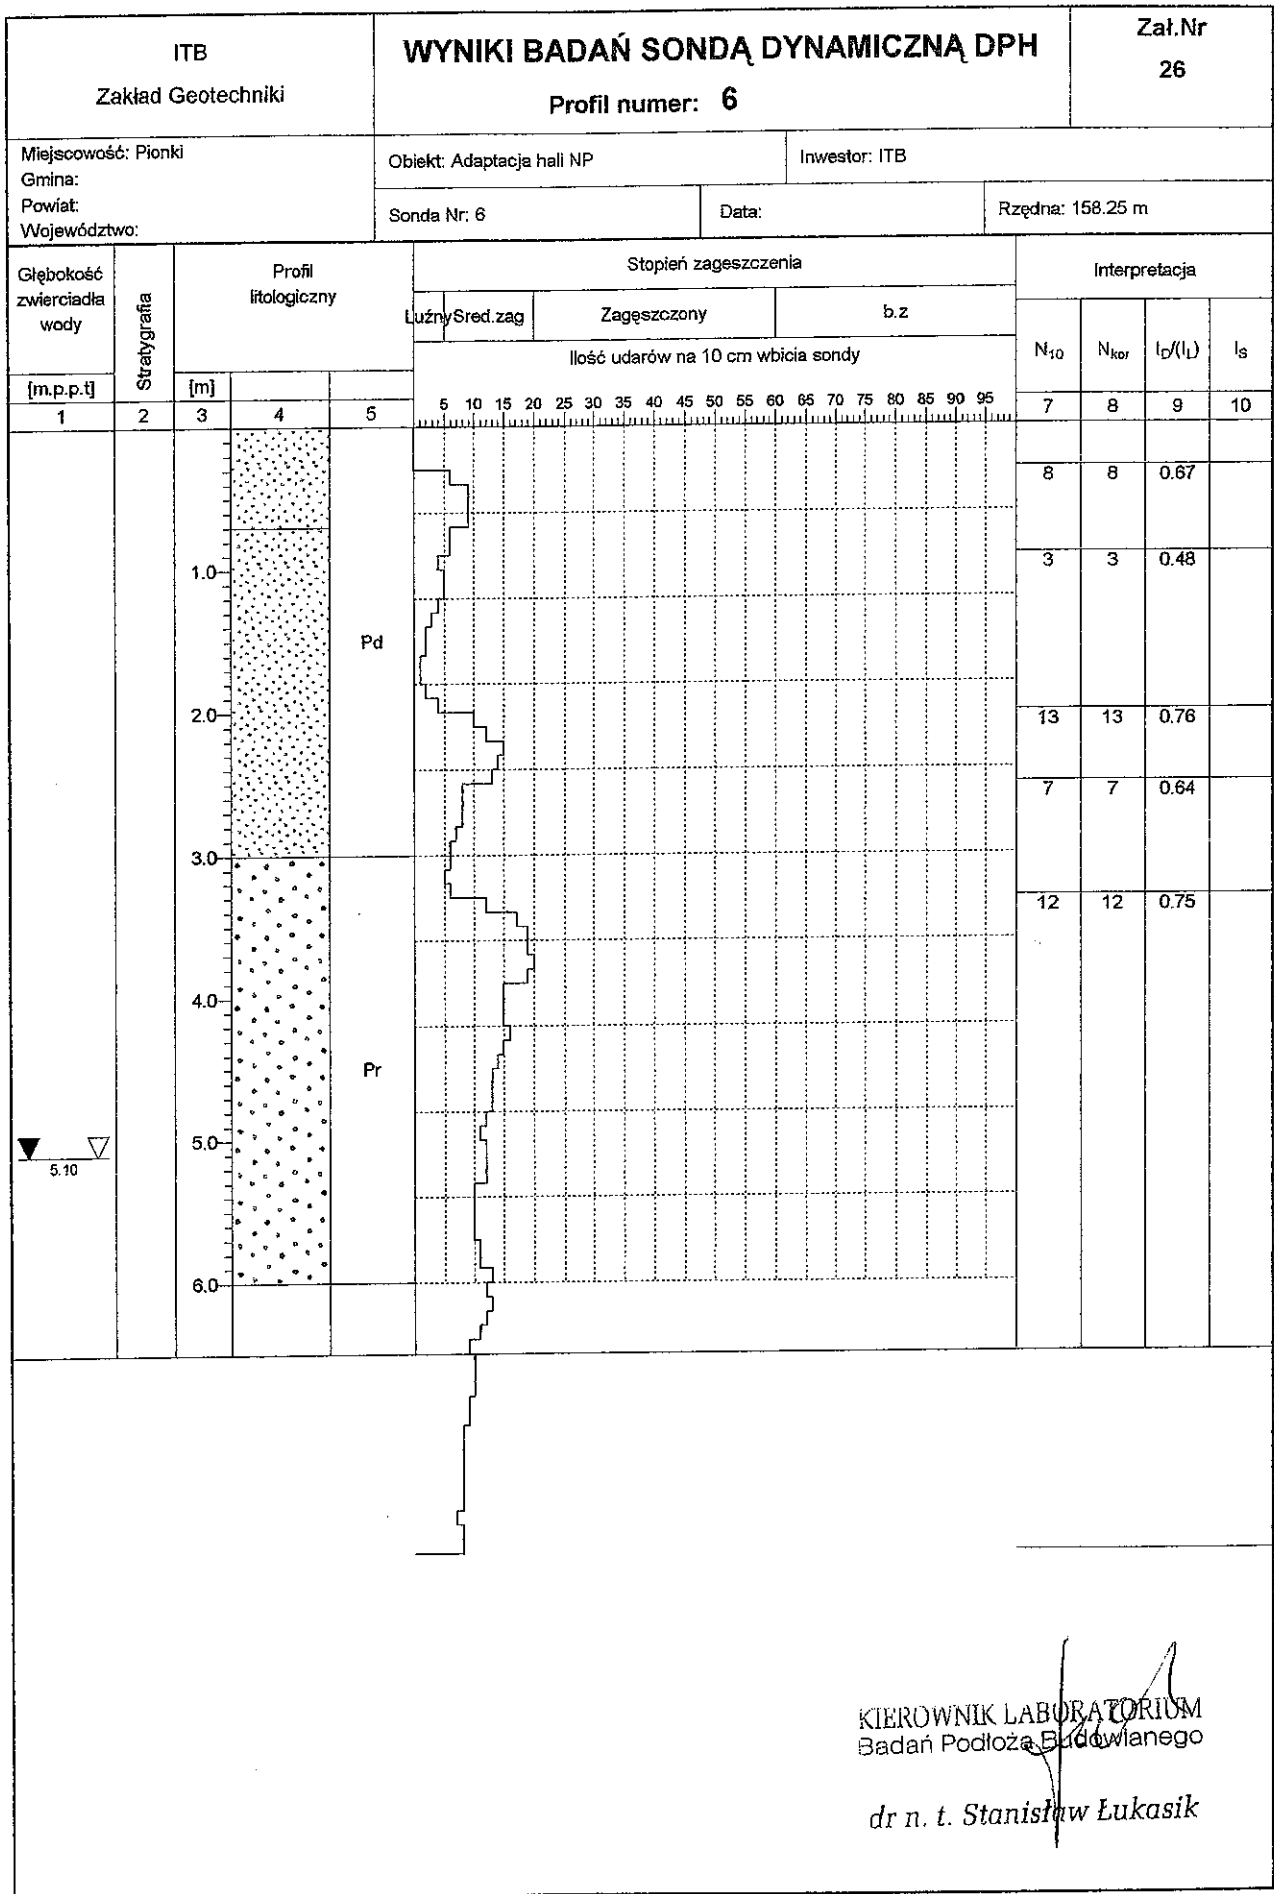 ITB
Zakład Geotechniki
WYNIKI BADAŃ SONDĄ DYNAMICZNĄ DPH
Profil numer: 6
Zał.Nr
26
Miejscowość: Pionki
Gmina:
Powiat:
Województwo:
Obiekt: Adaptacja hali NP
Inwestor: ITB
Sonda Nr: 6
Data:
Rzędna: 158.25 m
Głębokość
zwierciadła
wody
[m.p.p.t]
Stratygrafia
Profil
litologiczny
[m]
Stopień zageszczenia
Luźny Sred.zag Zagęszczony b.z
Ilość udarów na 10 cm wbicia sondy
5 10 15 20 25 30 35 40 45 50 55 60 65 70 75 80 85 90 95
Interpretacja
N10 Nkor ID/(IL) IS
1 2 3 4 5 7 8 9 10
8 8 0.67
3 3 0.48
1.0
Pd
2.0
13 13 0.76
7 7 0.64
3.0
12 12 0.75
4.0
Pr
5.0
5.10
6.0
KIEROWNIK LABORATORIUM
Badań Podłoża Budowlanego
dr n. t. Stanisław Łukasik